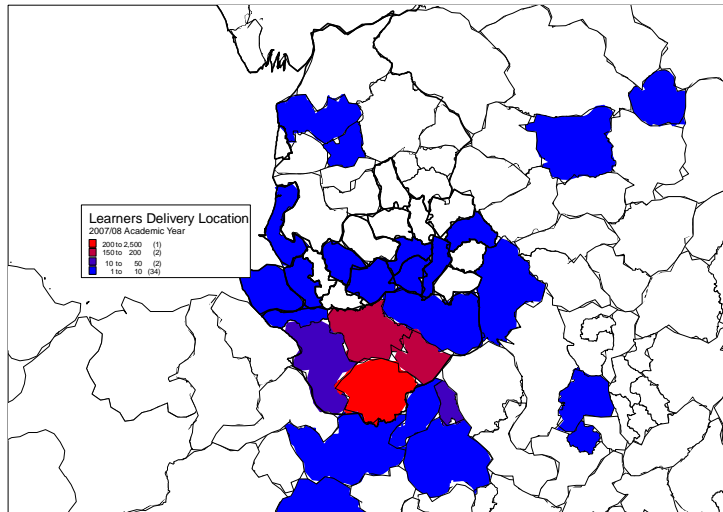 Learners Delivery Location
2007/08 Academic Year
200 to 2,500 (1)
150 to 200 (2)
10 to 50 (2)
1 to 10 (34)